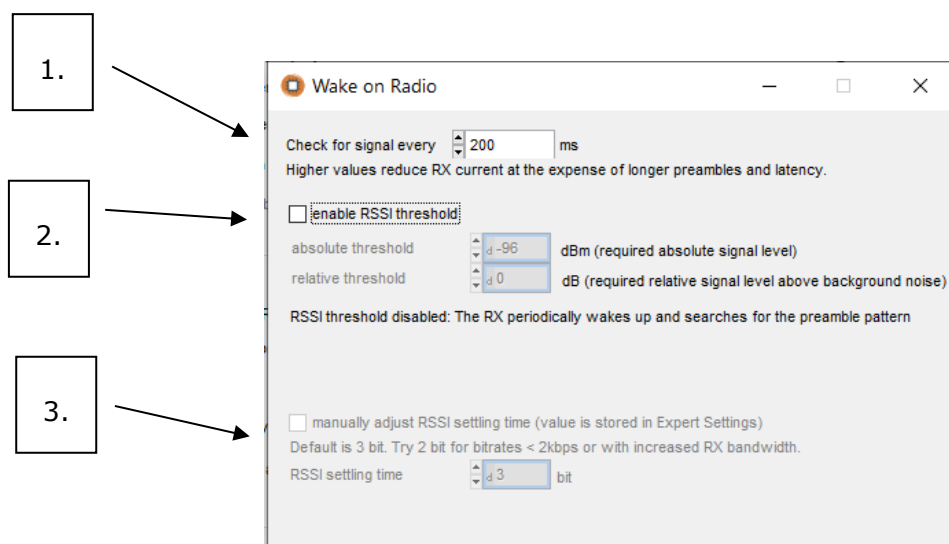 1.
Wake on Radio
Check for signal every 200 ms
Higher values reduce RX current at the expense of longer preambles and latency.
2.
enable RSSI threshold
absolute threshold d -96 dBm (required absolute signal level)
relative threshold d 0 dB (required relative signal level above background noise)
RSSI threshold disabled: The RX periodically wakes up and searches for the preamble pattern
3.
manually adjust RSSI settling time (value is stored in Expert Settings)
Default is 3 bit. Try 2 bit for bitrates < 2kbps or with increased RX bandwidth.
RSSI settling time d 3 bit